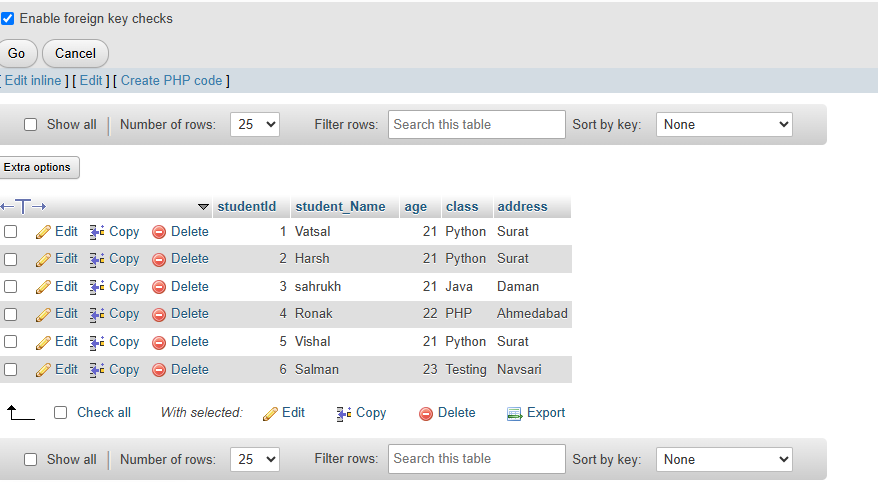 Enable foreign key checks
Go Cancel
[ Edit inline ] [ Edit ] [ Create PHP code ]
Show all Number of rows: 25 Filter rows: Search this table Sort by key: None
Extra options
studentId student_Name age class address
Edit Copy Delete 1 Vatsal 21 Python Surat
Edit Copy Delete 2 Harsh 21 Python Surat
Edit Copy Delete 3 sahrukh 21 Java Daman
Edit Copy Delete 4 Ronak 22 PHP Ahmedabad
Edit Copy Delete 5 Vishal 21 Python Surat
Edit Copy Delete 6 Salman 23 Testing Navsari
Check all With selected: Edit Copy Delete Export
Show all Number of rows: 25 Filter rows: Search this table Sort by key: None